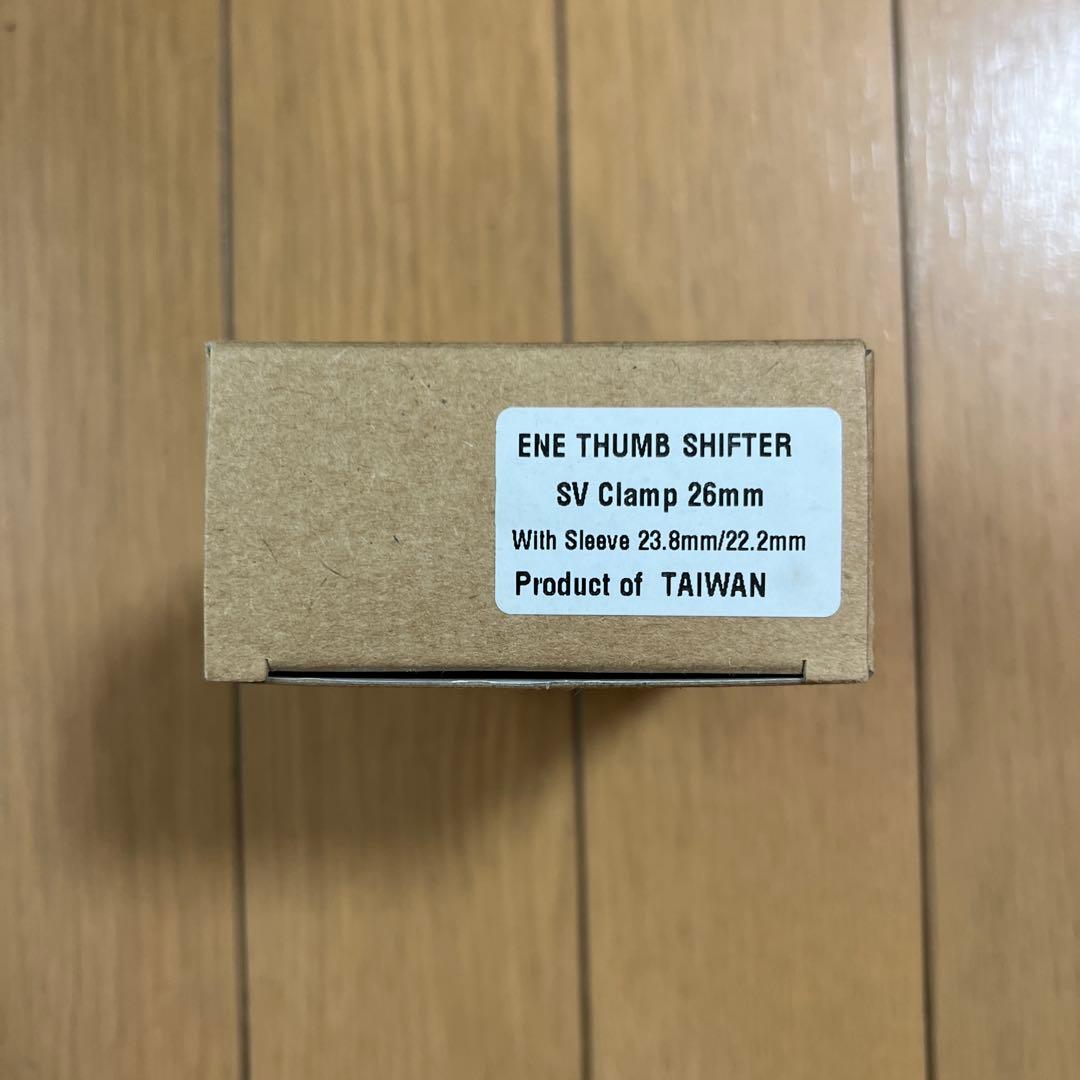 ENE THUMB SHIFTER
SV Clamp 26mm
With Sleeve 23.8mm/22.2mm
Product of TAIWAN